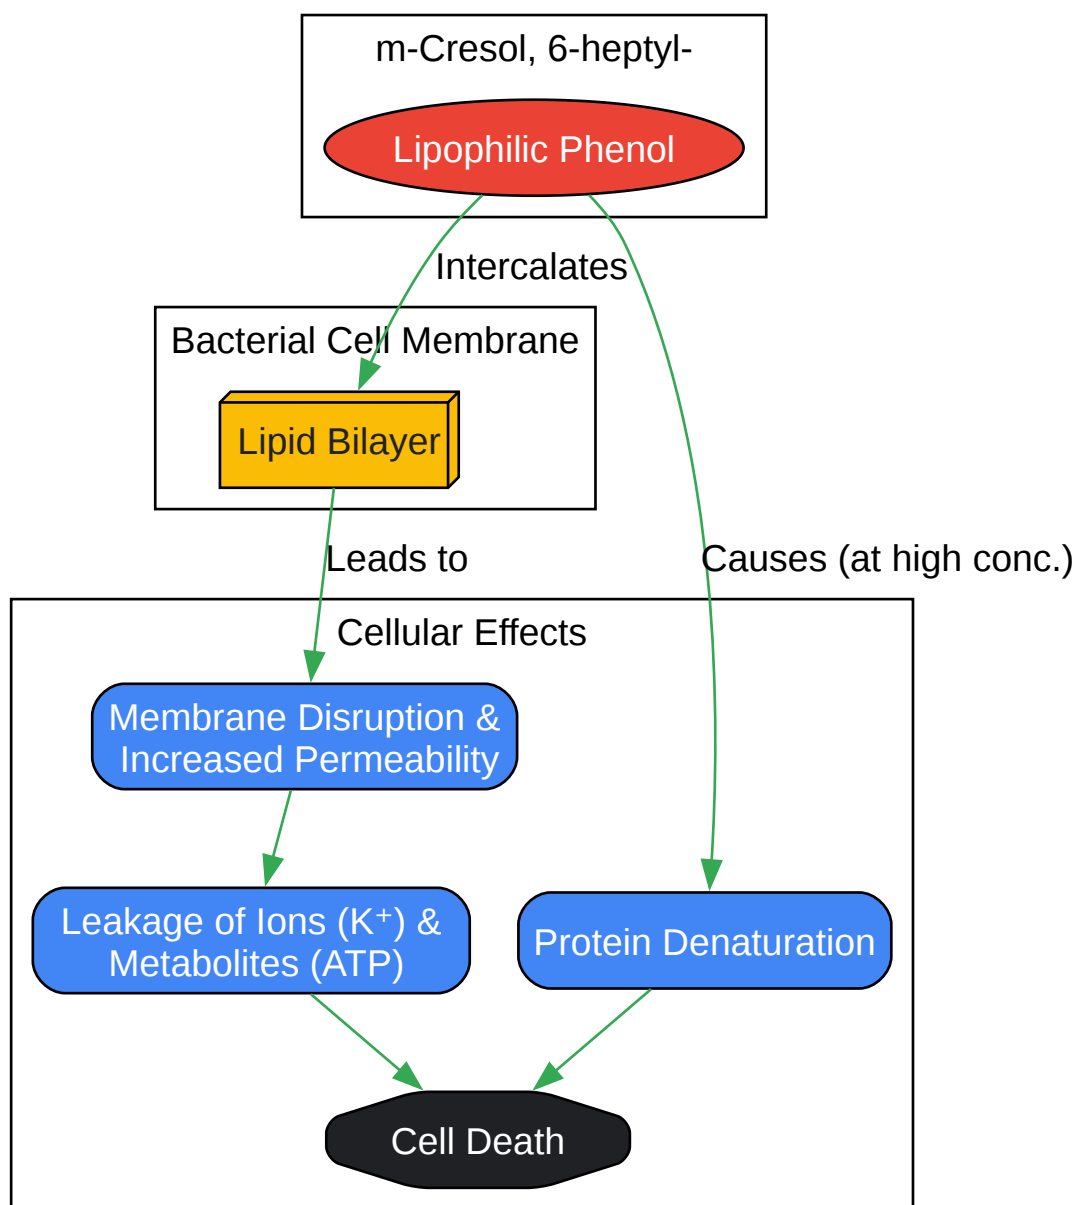 m-Cresol, 6-heptyl-
Lipophilic Phenol
Intercalates
Bacterial Cell Membrane
Lipid Bilayer
Leads to
Causes (at high conc.)
Cellular Effects
Membrane Disruption &
Increased Permeability
Leakage of Ions (K⁺) &
Metabolites (ATP)
Protein Denaturation
Cell Death